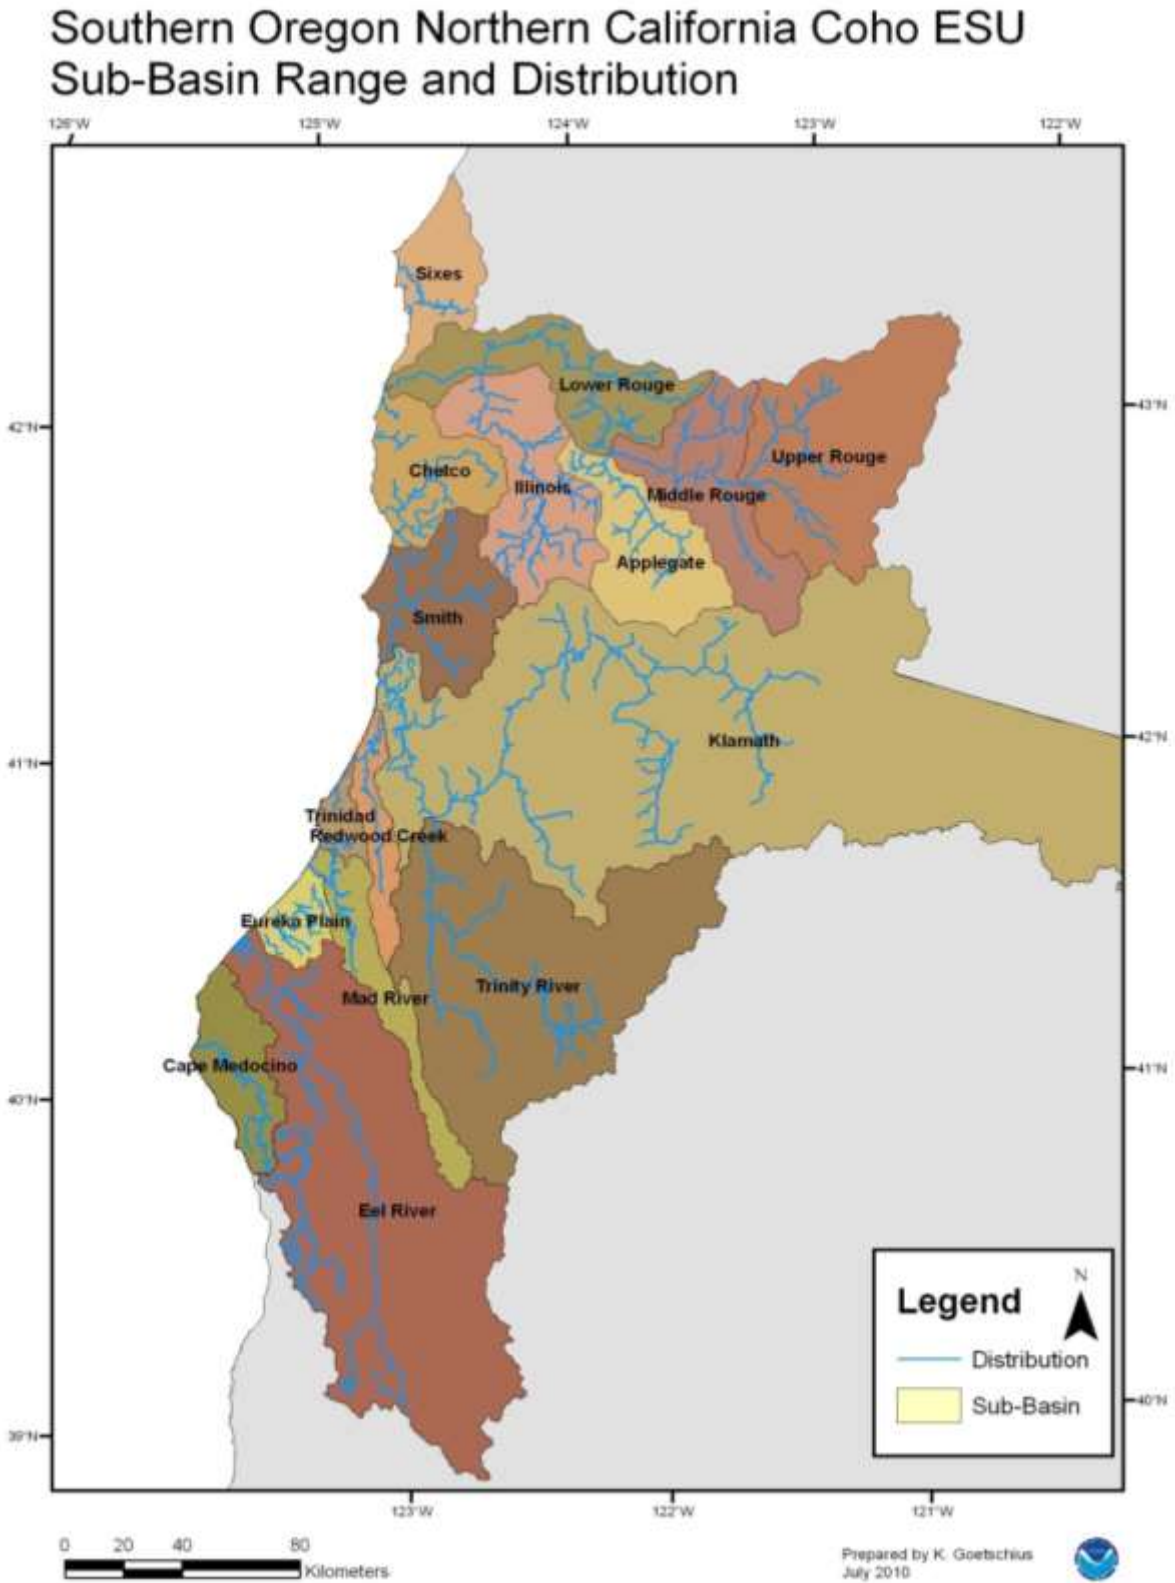 Southern Oregon Northern California Coho ESU
Sub-Basin Range and Distribution
126°W 125°W 124°W 123°W 122°W
Sixes
Lower Rouge
43°N
42°N
Upper Rouge
Chetco
Illinois
Middle Rouge
Applegate
Smith
42°N
Klamath
41°N
Trinidad
Redwood Creek
Eureka Plain
Trinity River
Mad River
Cape Medocino
41°N
40°N
Eel River
Legend
N
Distribution
Sub-Basin
40°N
39°N
123°W 122°W 121°W
0 20 40 80
Kilometers
Prepared by K. Goetschius
July 2010